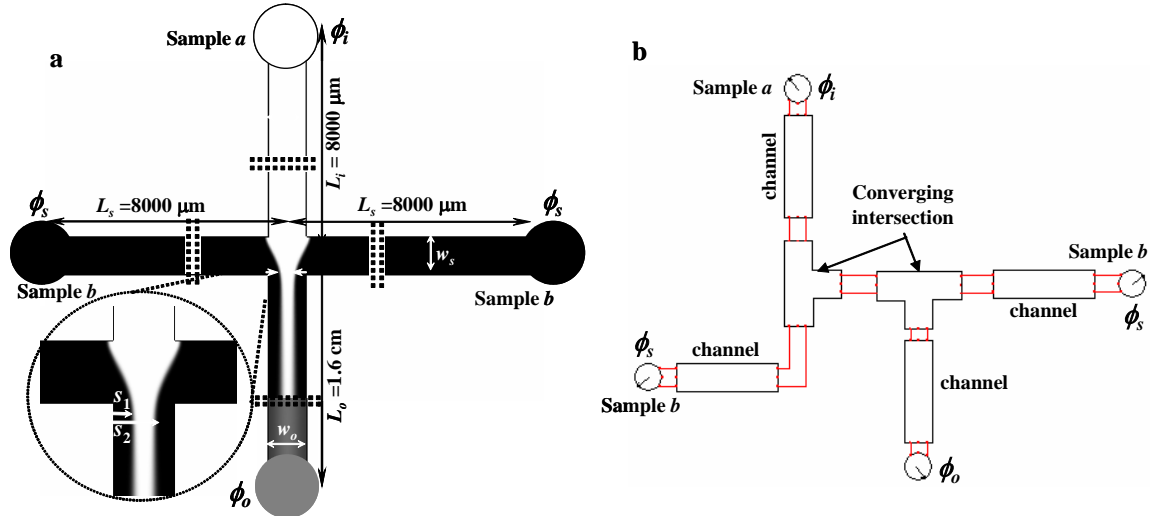 a
Sample a
ϕi
Li = 8000 μm
ϕs
Ls =8000 μm
Ls =8000 μm
ϕs
ws
Sample b
Sample b
s1
s2
Lo =1.6 cm
wo
ϕo
b
Sample a
ϕi
channel
Converging
intersection
Sample b
ϕs
channel
ϕs
channel
Sample b
channel
ϕo